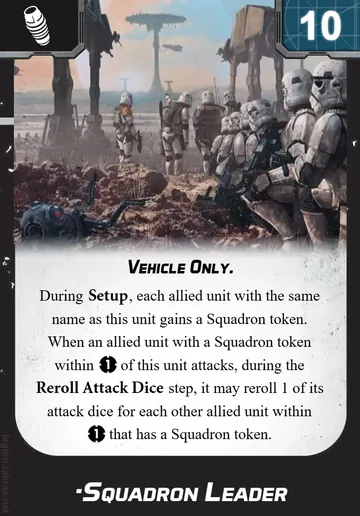 10
Vehicle Only.
During Setup, each allied unit with the same
name as this unit gains a Squadron token.
When an allied unit with a Squadron token
within 1 of this unit attacks, during the
Reroll Attack Dice step, it may reroll 1 of its
attack dice for each other allied unit within
1 that has a Squadron token.
legion.takras.net
•Squadron Leader